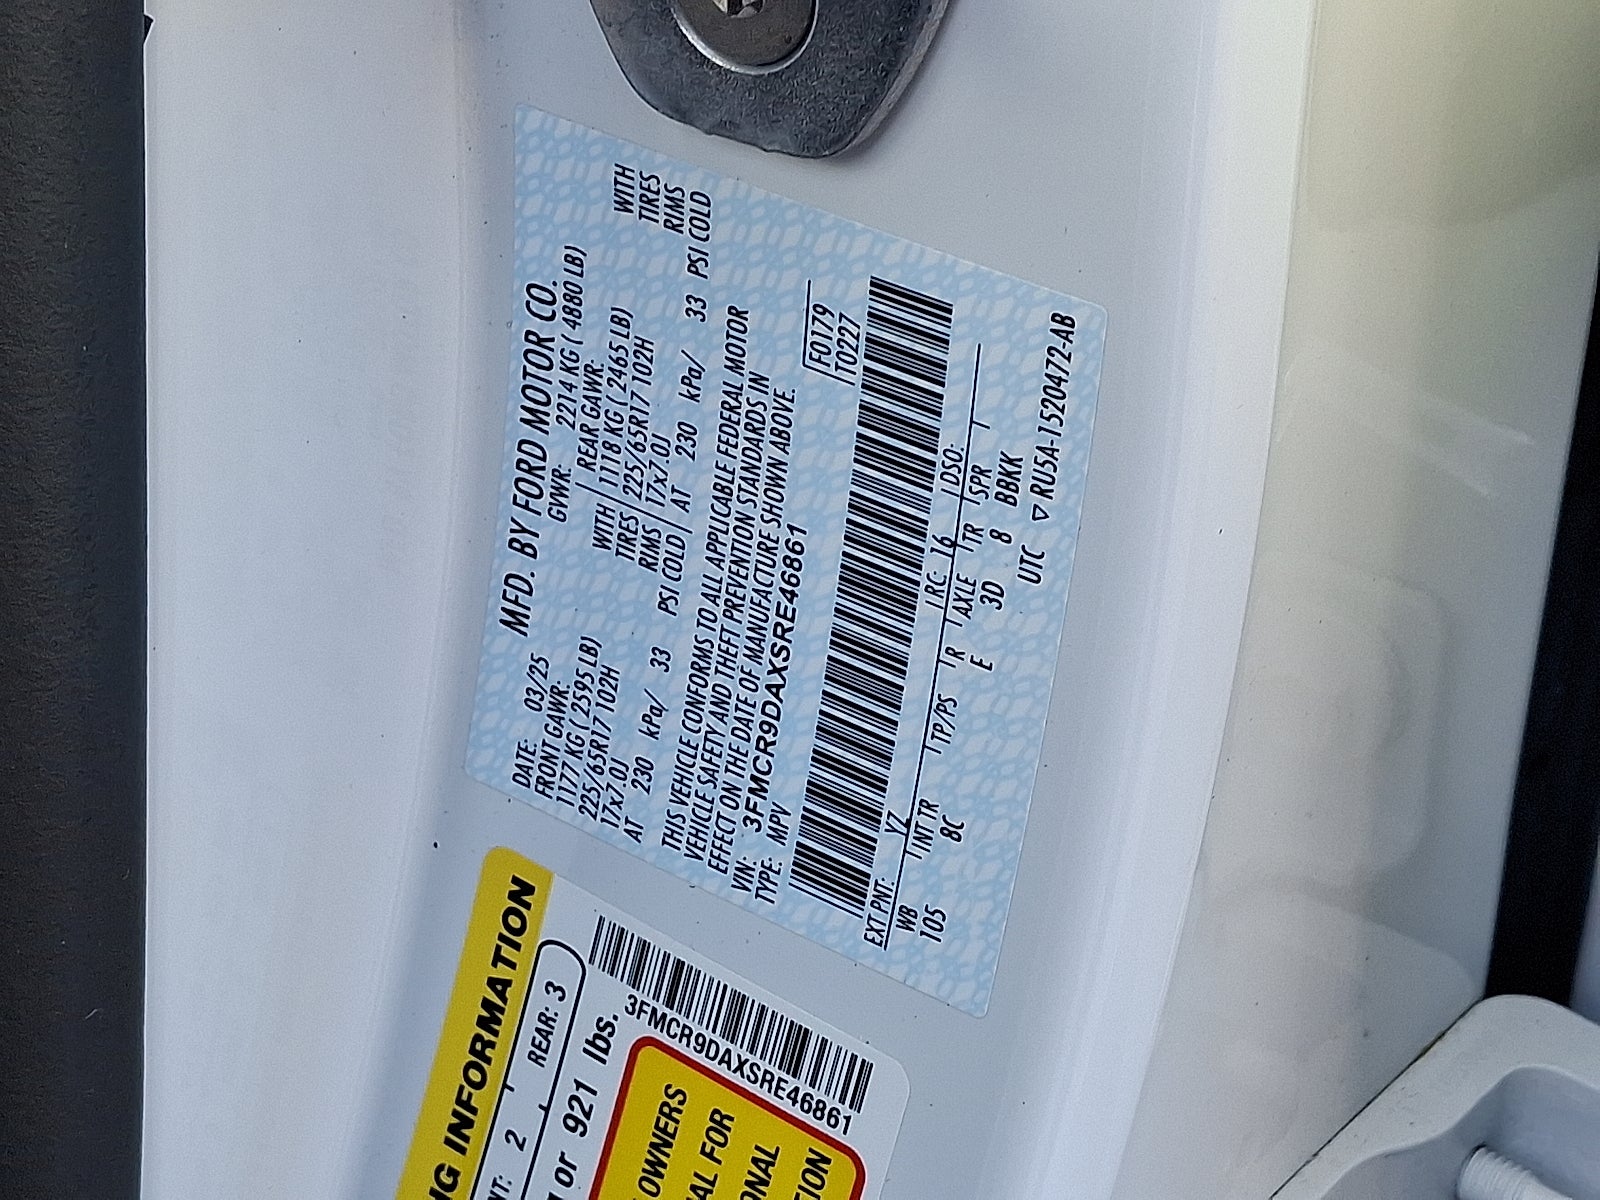 MFD. BY FORD MOTOR CO.
DATE: 03/25 GVWR: 2214 KG ( 4880 LB)
FRONT GAWR: REAR GAWR:
1177 KG ( 2595 LB) WITH 1118 KG ( 2465 LB) WITH
225/65R17 102H TIRES 225/65R17 102H TIRES
17x7.0J RIMS 17x7.0J RIMS
AT 230 kPa/ 33 PSI COLD AT 230 kPa/ 33 PSI COLD
THIS VEHICLE CONFORMS TO ALL APPLICABLE FEDERAL MOTOR
VEHICLE SAFETY AND THEFT PREVENTION STANDARDS IN
EFFECT ON THE DATE OF MANUFACTURE SHOWN ABOVE.
VIN: 3FMCR9DAXSRE46861
TYPE: MPV
F0179
T0227
EXT PNT: YZ RC: 16 DSO:
WB INT TR TP/PS R AXLE TR SPR
105 8C E 3D 8 BBKK
UTC ▽ RU5A-1520472-AB
INFORMATION
2 REAR: 3
or 921 lbs.
3FMCR9DAXSRE46861
OWNERS
FOR